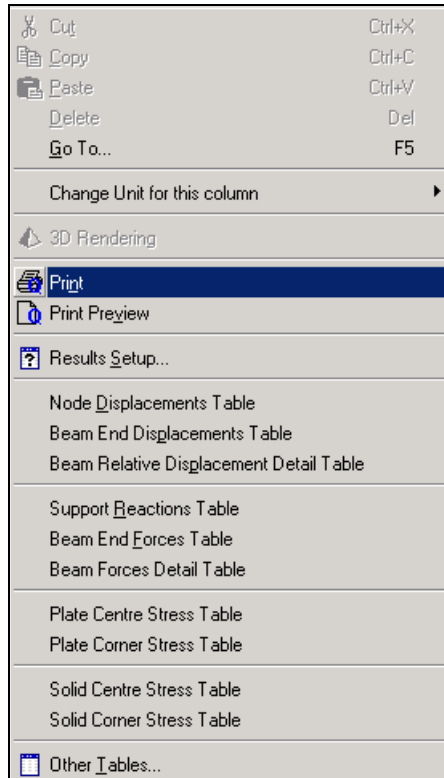 Cut Ctrl+X
Copy Ctrl+C
Paste Ctrl+V
Delete Del
Go To... F5
Change Unit for this column
3D Rendering
Print
Print Preview
Results Setup...
Node Displacements Table
Beam End Displacements Table
Beam Relative Displacement Detail Table
Support Reactions Table
Beam End Forces Table
Beam Forces Detail Table
Plate Centre Stress Table
Plate Corner Stress Table
Solid Centre Stress Table
Solid Corner Stress Table
Other Tables...